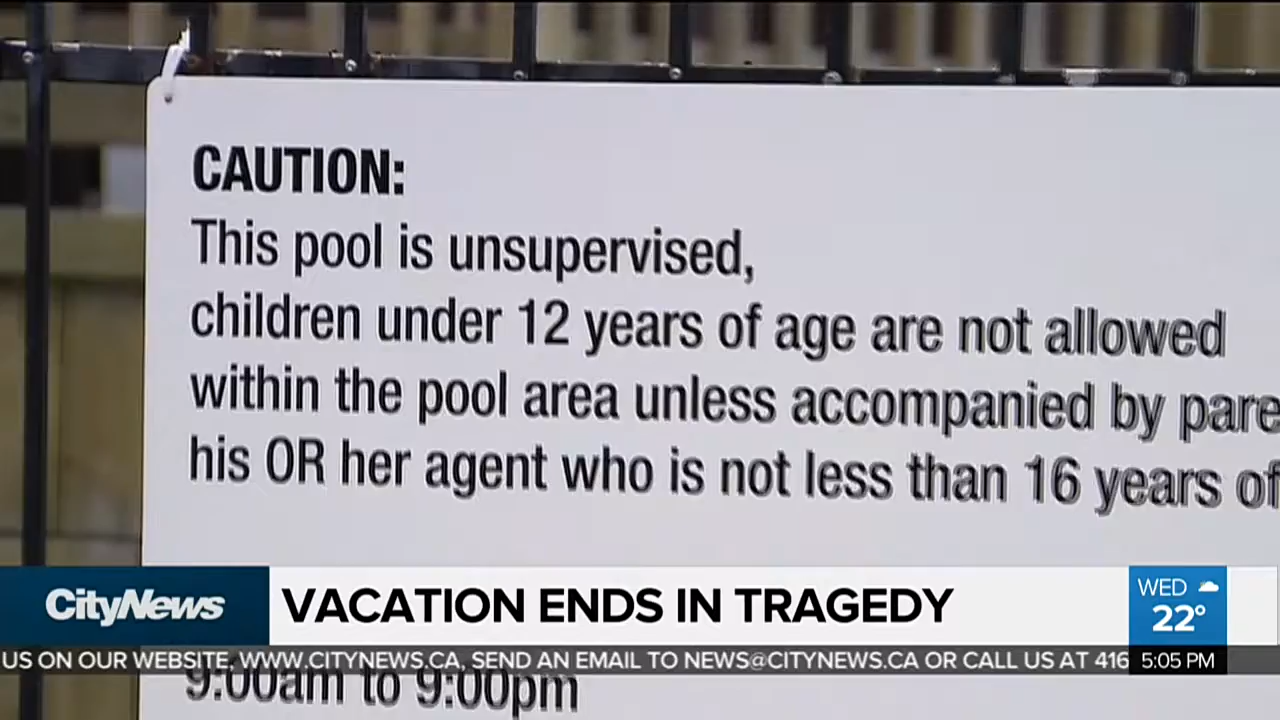 CAUTION:
This pool is unsupervised,
children under 12 years of age are not allowed
within the pool area unless accompanied by pare
his OR her agent who is not less than 16 years of
CityNews
VACATION ENDS IN TRAGEDY
WED
22°
US ON OUR WEBSITE, WWW.CITYNEWS.CA, SEND AN EMAIL TO NEWS@CITYNEWS.CA OR CALL US AT 416
5:05 PM
9:00am to 9:00pm